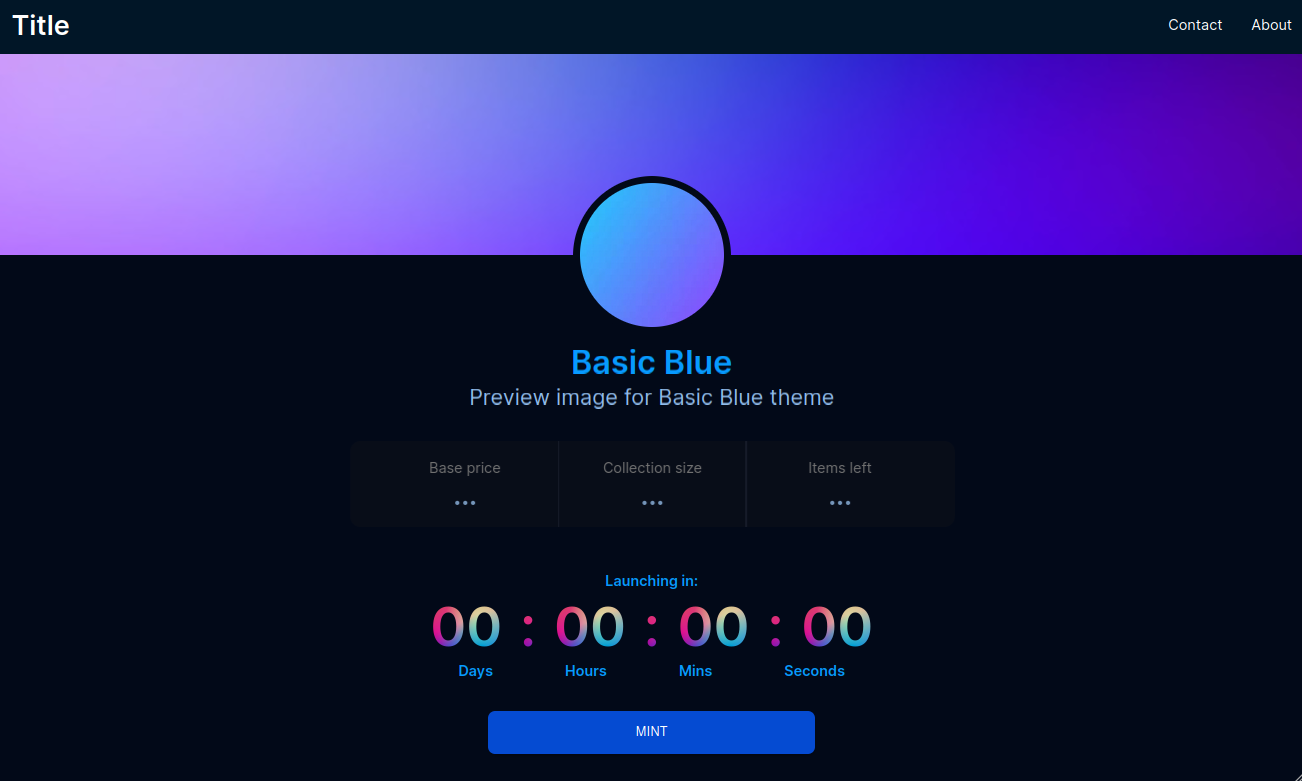 Title
Contact About
Basic Blue
Preview image for Basic Blue theme
Base price Collection size Items left
... ... ...
Launching in:
00 : 00 : 00 : 00
Days Hours Mins Seconds
MINT